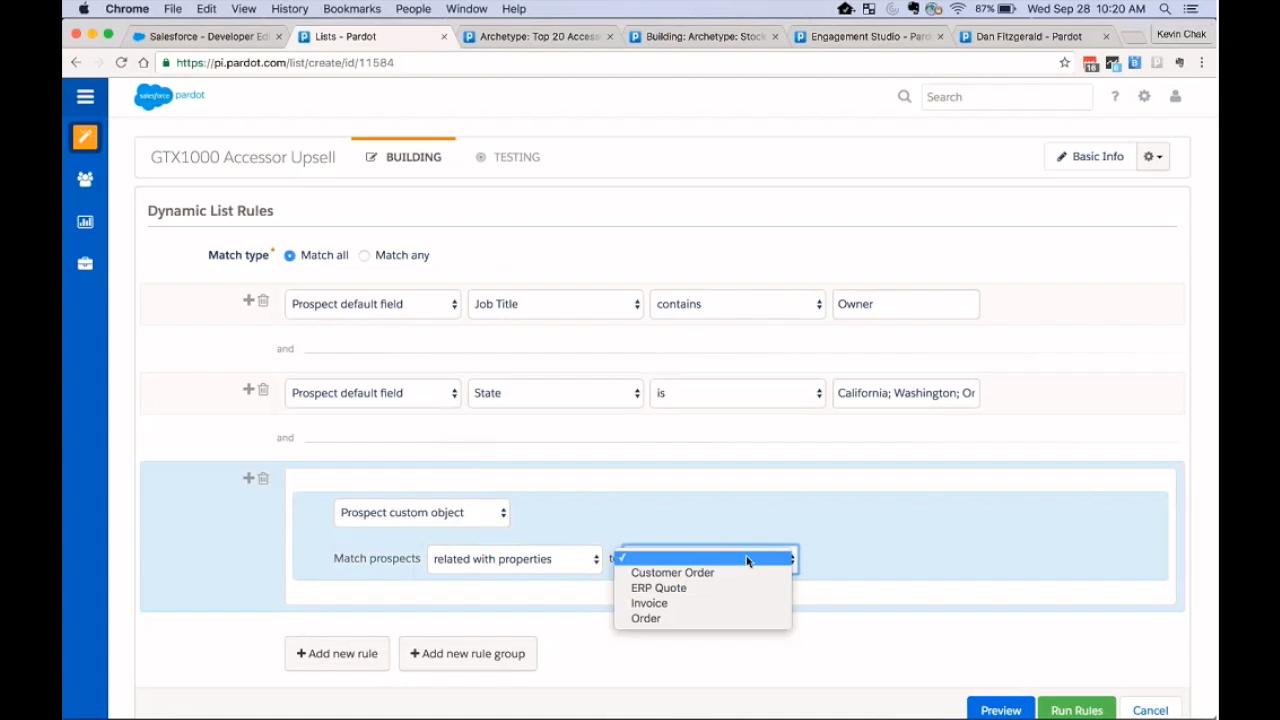 Chrome File Edit View History Bookmarks People Window Help 87% Wed Sep 28 10:20 AM
Salesforce - Developer Edi Lists - Pardot Archetype: Top 20 Access Building: Archetype: Stock Engagement Studio - Pard Dan Fitzgerald - Pardot Kevin Chak
https://pi.pardot.com/list/create/id/11584
salesforce pardot Search ?
GTX1000 Accessor Upsell BUILDING TESTING Basic Info
Dynamic List Rules
Match type * Match all Match any
Prospect default field Job Title contains Owner
and
Prospect default field State is California; Washington; Or
and
Prospect custom object
Match prospects related with properties
Customer Order
ERP Quote
Invoice
Order
+ Add new rule + Add new rule group
Preview Run Rules Cancel